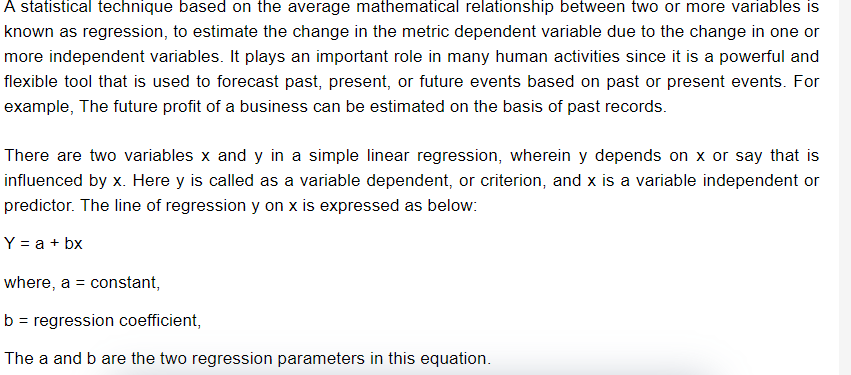 A statistical technique based on the average mathematical relationship between two or more variables is
known as regression, to estimate the change in the metric dependent variable due to the change in one or
more independent variables. It plays an important role in many human activities since it is a powerful and
flexible tool that is used to forecast past, present, or future events based on past or present events. For
example, The future profit of a business can be estimated on the basis of past records.
There are two variables x and y in a simple linear regression, wherein y depends on x or say that is
influenced by x. Here y is called as a variable dependent, or criterion, and x is a variable independent or
predictor. The line of regression y on x is expressed as below:
Y = a + bx
where, a = constant,
b = regression coefficient,
The a and b are the two regression parameters in this equation.